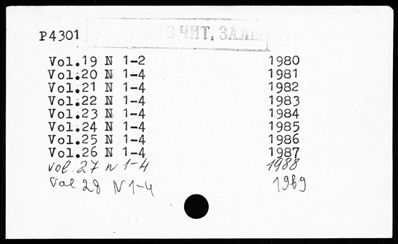 В ЧИТ. ЗАЛЕ
P4301
Vol.19 N 1-2 1980
Vol.20 N 1-4 1981
Vol.21 N 1-4 1982
Vol.22 N 1-4 1983
Vol.23 N 1-4 1984
Vol.24 N 1-4 1985
Vol.25 N 1-4 1986
Vol.26 N 1-4 1987
vol. 27 N 1-4 1988
Vol 28 N 1-4 1989